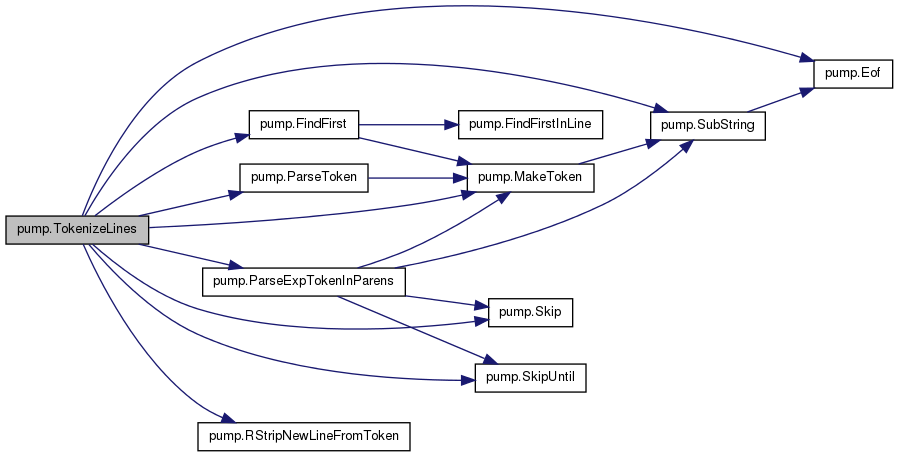 pump.Eof
pump.FindFirst
pump.FindFirstInLine
pump.SubString
pump.ParseToken
pump.MakeToken
pump.TokenizeLines
pump.ParseExpTokenInParens
pump.Skip
pump.SkipUntil
pump.RStripNewLineFromToken